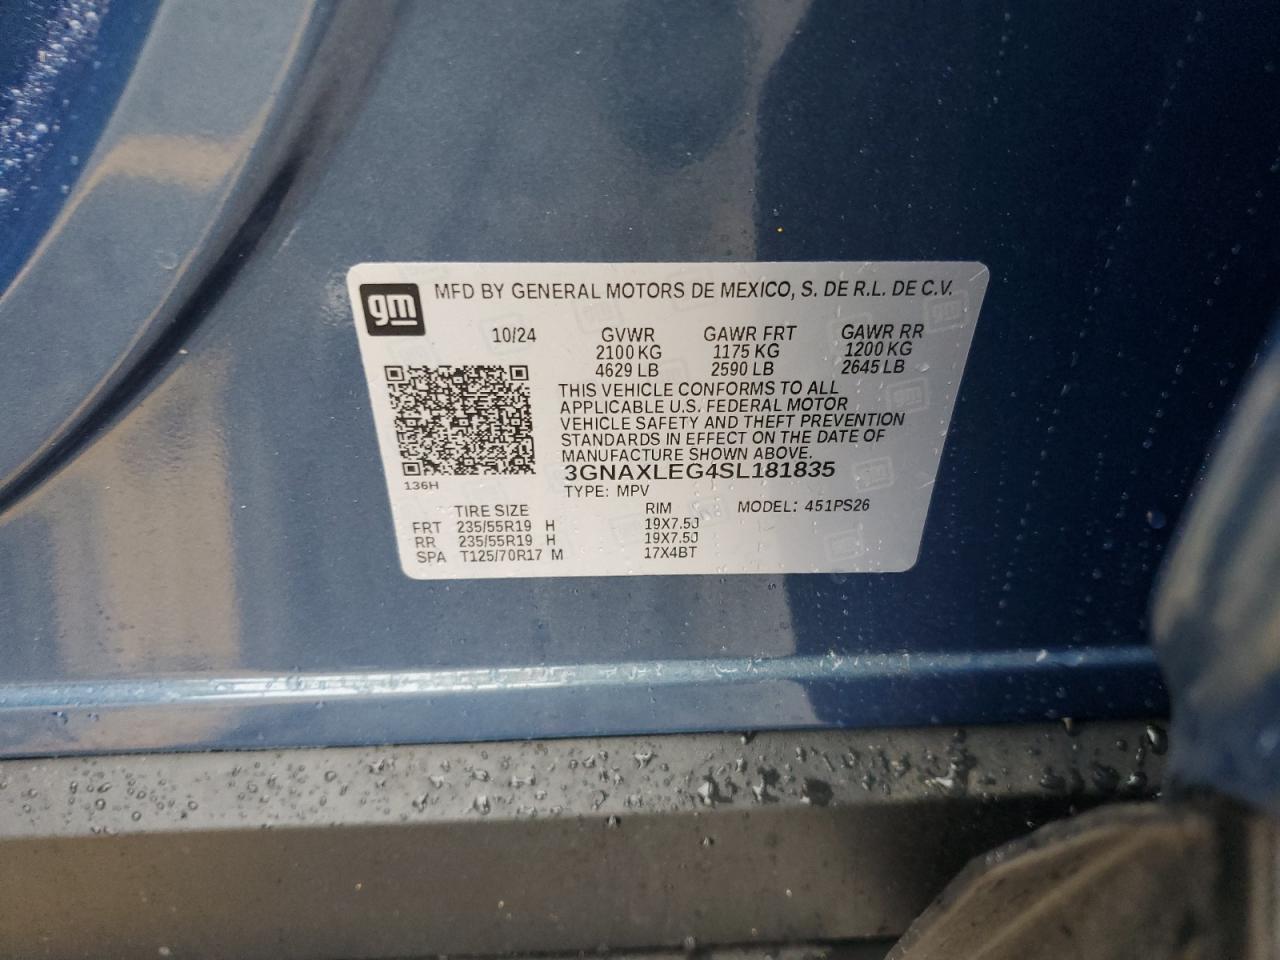 gm MFD BY GENERAL MOTORS DE MEXICO, S. DE R.L. DE C.V.
10/24 GVWR GAWR FRT GAWR RR
2100 KG 1175 KG 1200 KG
4629 LB 2590 LB 2645 LB
THIS VEHICLE CONFORMS TO ALL
APPLICABLE U.S. FEDERAL MOTOR
VEHICLE SAFETY AND THEFT PREVENTION
STANDARDS IN EFFECT ON THE DATE OF
MANUFACTURE SHOWN ABOVE.
3GNAXLEG4SL181835
136H TYPE: MPV
TIRE SIZE RIM MODEL: 451PS26
FRT 235/55R19 H 19X7.5J
RR 235/55R19 H 19X7.5J
SPA T125/70R17 M 17X4BT